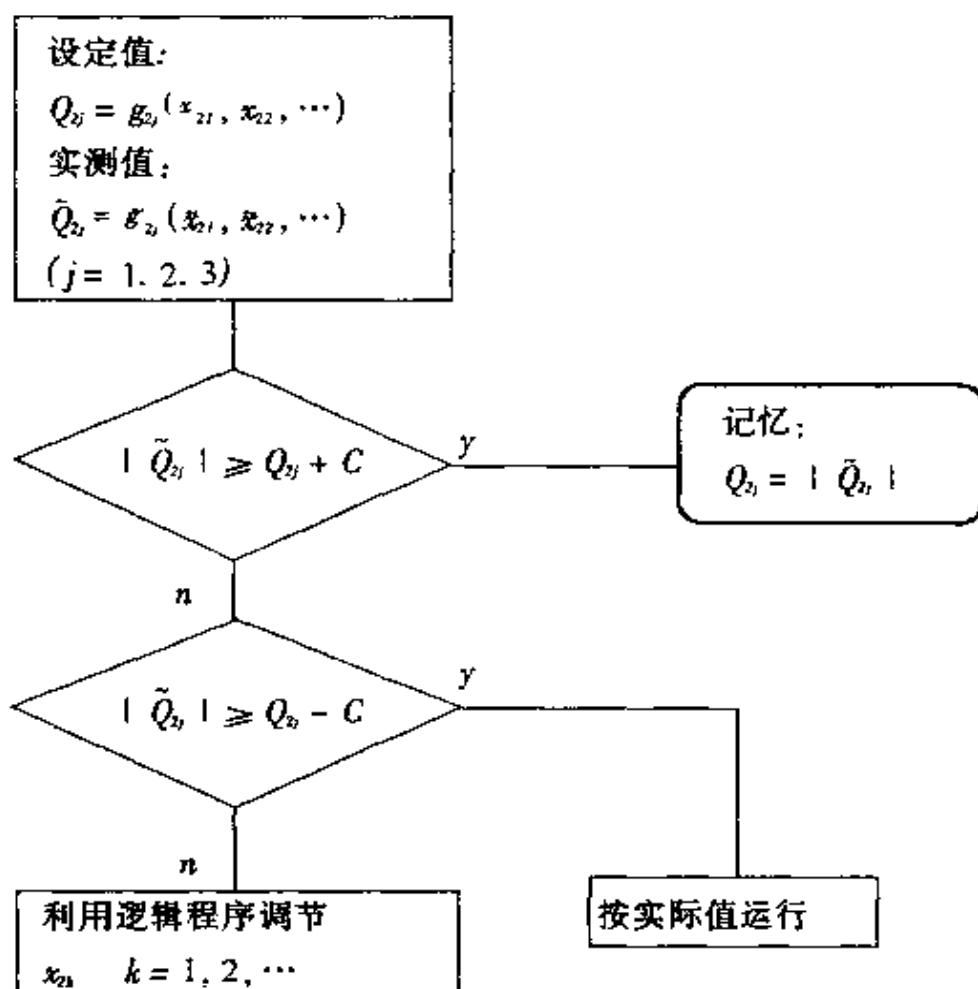 设定值:
Q₂ⱼ = g₂ⱼ(x₂₁, x₂₂, …)
实测值:
Q̃₂ⱼ = g₂ⱼ(x̃₂₁, x̃₂₂, …)
(j = 1. 2. 3)
| Q̃₂ⱼ | ≥ Q₂ⱼ + C
y
记忆:
Q₂ⱼ = | Q̃₂ⱼ |
n
| Q̃₂ⱼ | ≥ Q₂ⱼ − C
y
n
利用逻辑程序调节
x₂ₖ k = 1, 2, …
按实际值运行